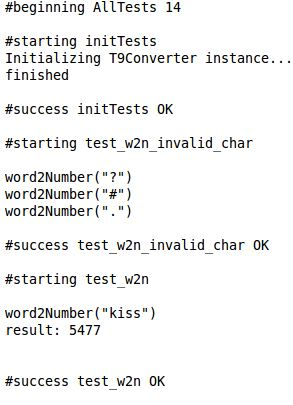 #beginning AllTests 14
#starting initTests
Initializing T9Converter instance...
finished
#success initTests OK
#starting test_w2n_invalid_char
word2Number("?")
word2Number("#")
word2Number(".")
#success test_w2n_invalid_char OK
#starting test_w2n
word2Number("kiss")
result: 5477
#success test_w2n OK